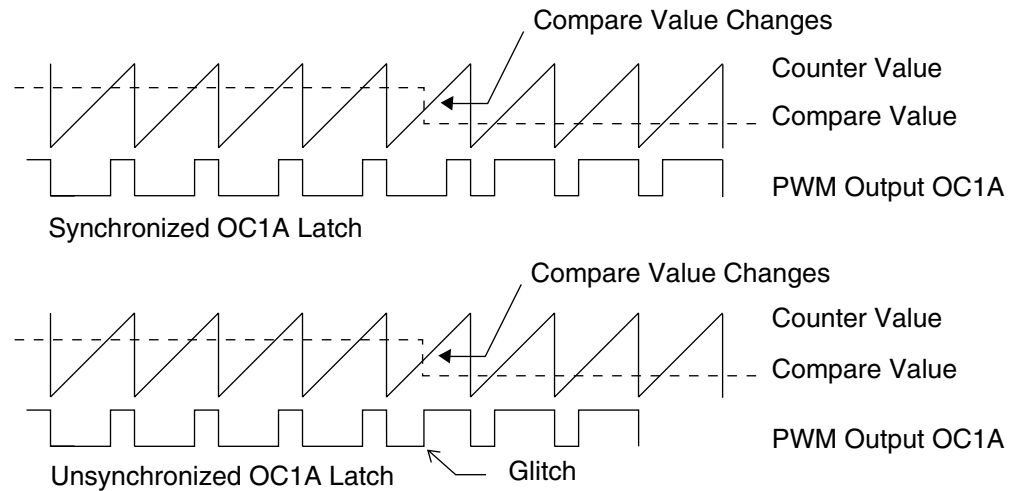 Compare Value Changes
Counter Value
Compare Value
PWM Output OC1A
Synchronized OC1A Latch
Compare Value Changes
Counter Value
Compare Value
PWM Output OC1A
Unsynchronized OC1A Latch
Glitch